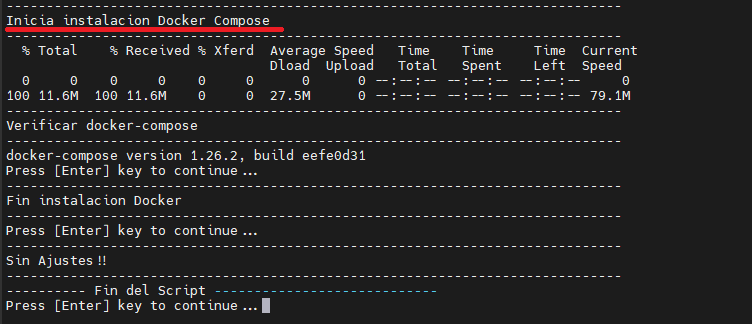 --------------------------------------------------------------
Inicia instalacion Docker Compose
--------------------------------------------------------------
% Total % Received % Xferd Average Speed Time Time Time Current
Dload Upload Total Spent Left Speed
0 0 0 0 0 0 0 0 --:--:-- --:--:-- --:--:-- 0
100 11.6M 100 11.6M 0 0 27.5M 0 --:--:-- --:--:-- --:--:-- 79.1M
--------------------------------------------------------------
Verificar docker-compose
--------------------------------------------------------------
docker-compose version 1.26.2, build eefe0d31
Press [Enter] key to continue...
--------------------------------------------------------------
Fin instalacion Docker
--------------------------------------------------------------
Press [Enter] key to continue...
--------------------------------------------------------------
Sin Ajustes!!
--------------------------------------------------------------
---------- Fin del Script ----------------------------
Press [Enter] key to continue...